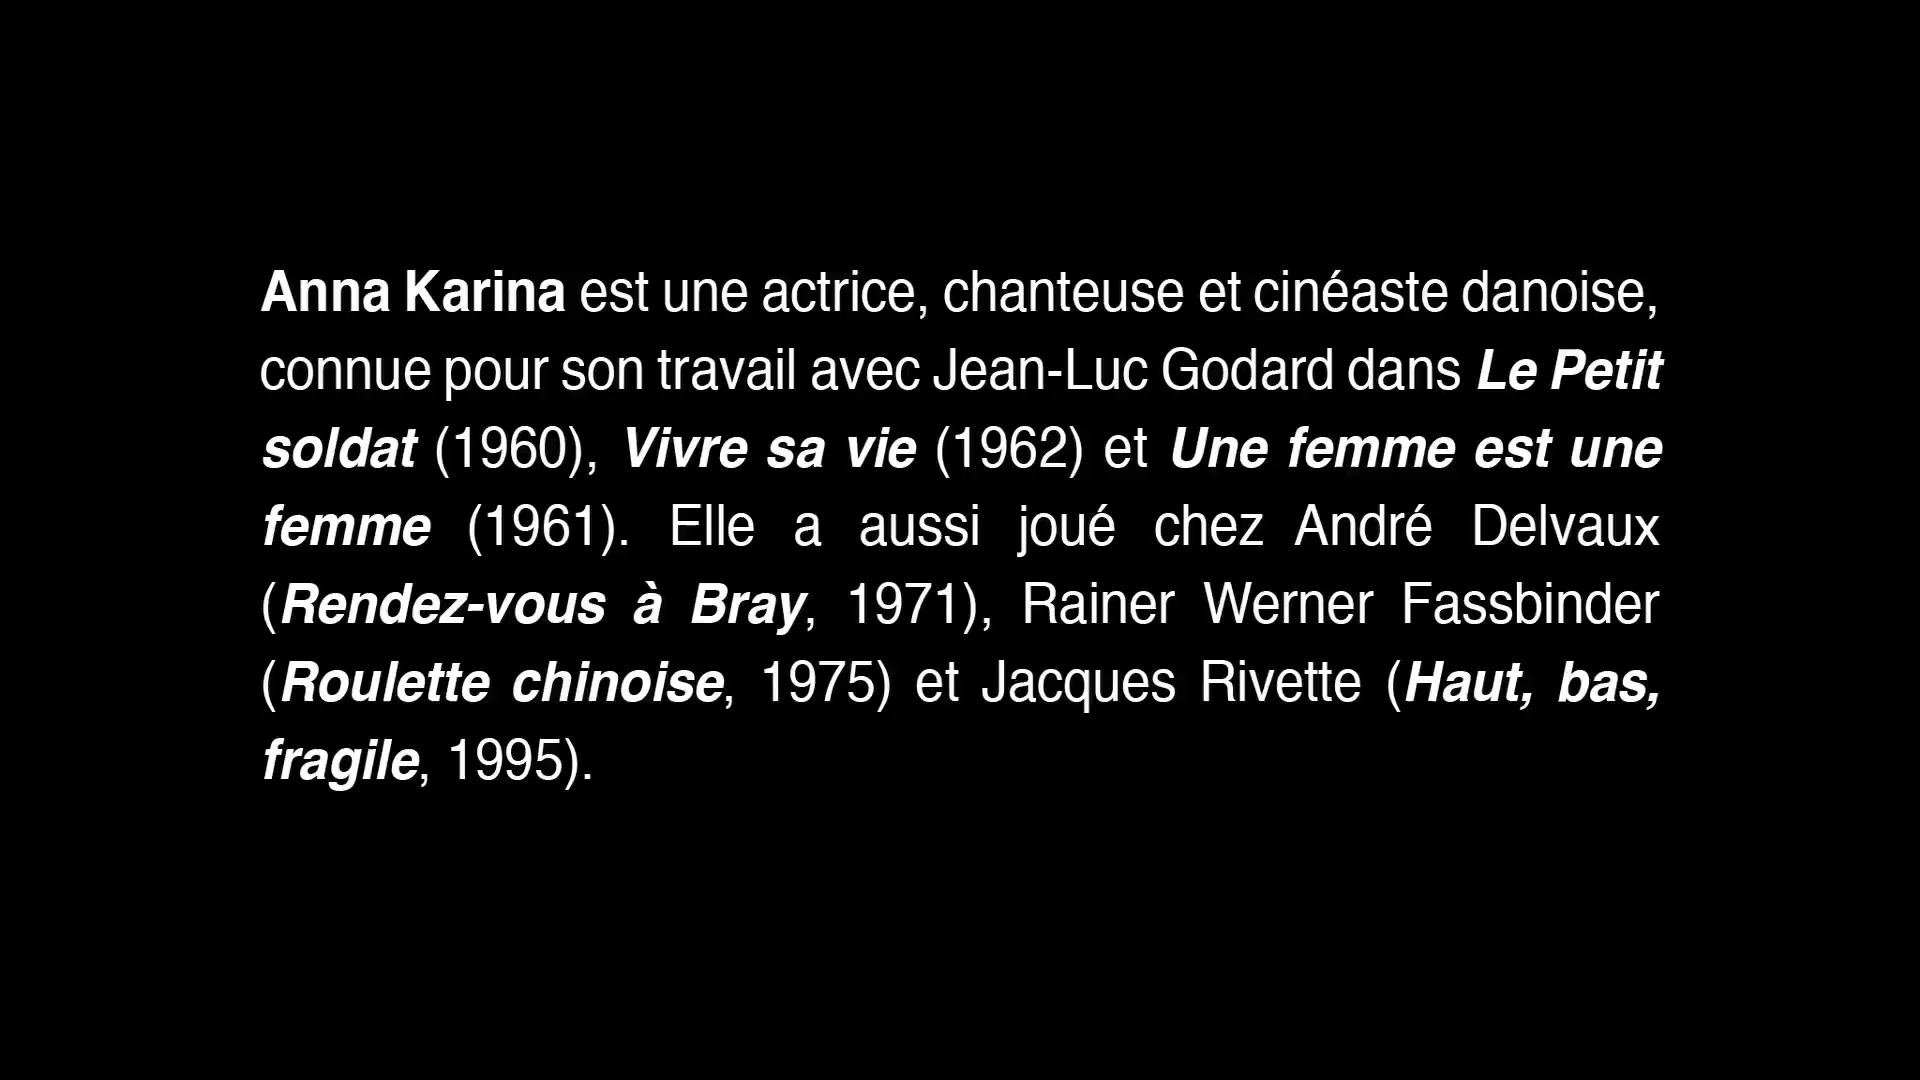 Anna Karina est une actrice, chanteuse et cinéaste danoise,
connue pour son travail avec Jean-Luc Godard dans Le Petit
soldat (1960), Vivre sa vie (1962) et Une femme est une
femme (1961). Elle a aussi joué chez André Delvaux
(Rendez-vous à Bray, 1971), Rainer Werner Fassbinder
(Roulette chinoise, 1975) et Jacques Rivette (Haut, bas,
fragile, 1995).